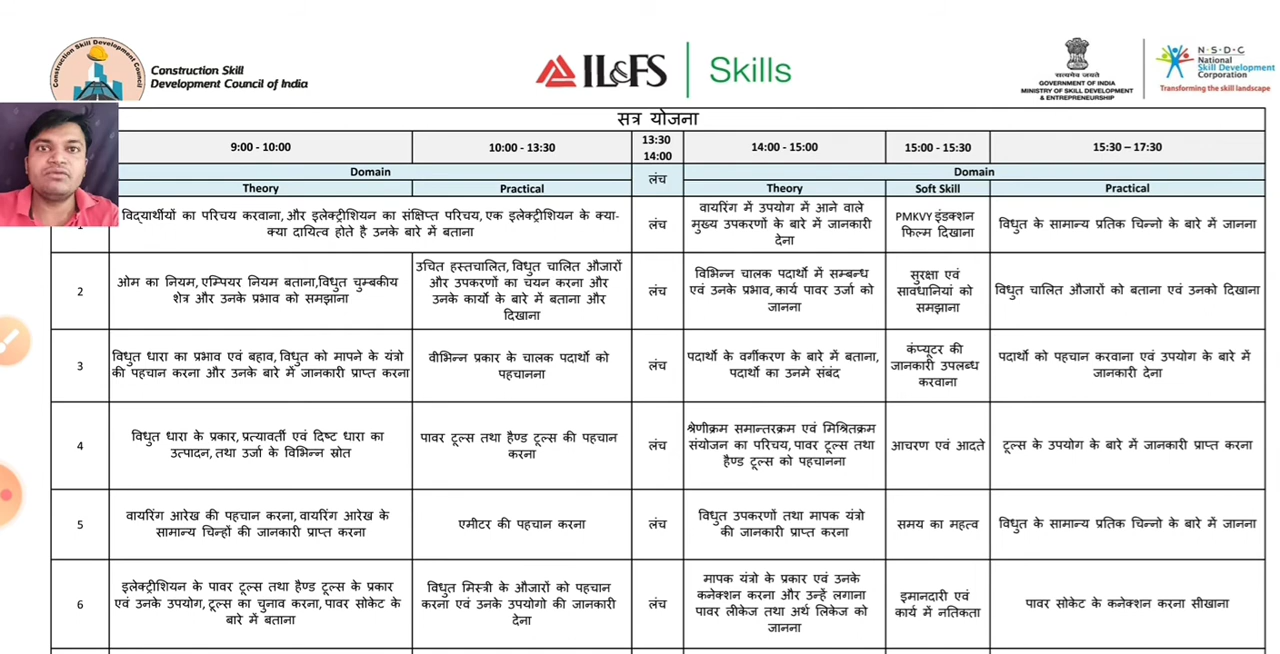 Construction Skill Development Council
Construction Skill
Development Council of India
IL&FS
Skills
सत्यमेव जयते
GOVERNMENT OF INDIA
MINISTRY OF SKILL DEVELOPMENT
& ENTREPRENEURSHIP
N·S·D·C
National
Skill Development
Corporation
Transforming the skill landscape
सत्र योजना
9:00 - 10:00
10:00 - 13:30
13:30
14:00
14:00 - 15:00
15:00 - 15:30
15:30 – 17:30
Domain
लंच
Domain
Theory
Practical
Theory
Soft Skill
Practical
विद्यार्थीयों का परिचय करवाना, और इलेक्ट्रीशियन का संक्षिप्त परिचय, एक इलेक्ट्रीशियन के क्या-
क्या दायित्व होते है उनके बारे में बताना
लंच
वायरिंग में उपयोग में आने वाले
मुख्य उपकरणों के बारे में जानकारी
देना
PMKVY इंडक्शन
फिल्म दिखाना
विधुत के सामान्य प्रतिक चिन्नो के बारे में जानना
2
ओम का नियम, एम्पियर नियम बताना,विधुत चुम्बकीय
शेत्र और उनके प्रभाव को समझाना
उचित हस्तचालित, विधुत चालित औजारों
और उपकरणों का चयन करना और
उनके कार्यो के बारे में बताना और
दिखाना
लंच
विभिन्न चालक पदार्थो में सम्बन्ध
एवं उनके प्रभाव, कार्य पावर उर्जा को
जानना
सुरक्षा एवं
सावधानियां को
समझाना
विधुत चालित औजारों को बताना एवं उनको दिखाना
3
विधुत धारा का प्रभाव एवं बहाव, विधुत को मापने के यंत्रो
की पहचान करना और उनके बारे में जानकारी प्राप्त करना
वीभिन्न प्रकार के चालक पदार्थो को
पहचानना
लंच
पदार्थो के वर्गीकरण के बारे में बताना,
पदार्थो का उनमे संबंद
कंप्यूटर की
जानकारी उपलब्ध
करवाना
पदार्थो को पहचान करवाना एवं उपयोग के बारे में
जानकारी देना
4
विधुत धारा के प्रकार, प्रत्यावर्ती एवं दिष्ट धारा का
उत्पादन, तथा उर्जा के विभिन्न स्रोत
पावर टूल्स तथा हैण्ड टूल्स की पहचान
करना
लंच
श्रेणीक्रम समान्तरक्रम एवं मिश्रितक्रम
संयोजन का परिचय, पावर टूल्स तथा
हैण्ड टूल्स को पहचानना
आचरण एवं आदते
टूल्स के उपयोग के बारे में जानकारी प्राप्त करना
5
वायरिंग आरेख की पहचान करना, वायरिंग आरेख के
सामान्य चिन्हों की जानकारी प्राप्त करना
एमीटर की पहचान करना
लंच
विधुत उपकरणों तथा मापक यंत्रो
की जानकारी प्राप्त करना
समय का महत्व
विधुत के सामान्य प्रतिक चिन्नो के बारे में जानना
6
इलेक्ट्रीशियन के पावर टूल्स तथा हैण्ड टूल्स के प्रकार
एवं उनके उपयोग, टूल्स का चुनाव करना, पावर सोकेट के
बारे में बताना
विधुत मिस्त्री के औजारों को पहचान
करना एवं उनके उपयोगो की जानकारी
देना
लंच
मापक यंत्रो के प्रकार एवं उनके
कनेक्शन करना और उन्हें लगाना
पावर लीकेज तथा अर्थ लिकेज को
जानना
इमानदारी एवं
कार्य में नतिकता
पावर सोकेट के कनेक्शन करना सीखाना